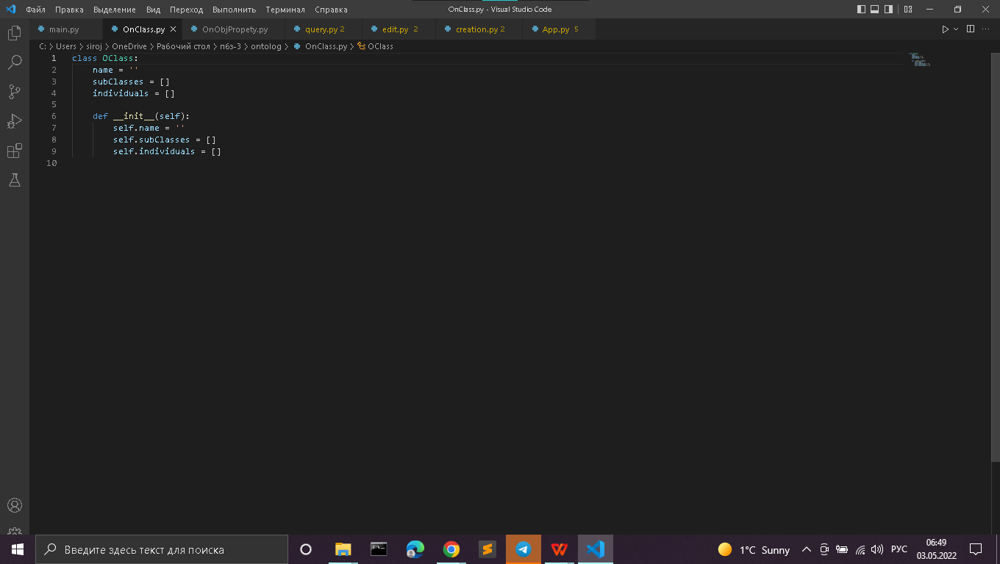 Файл Правка Выделение Вид Переход Выполнить Терминал Справка OnClass.py - Visual Studio Code
main.py OnClass.py OnObjPropety.py query.py 2 edit.py 2 creation.py 2 App.py 5
C: > Users > siroj > OneDrive > Рабочий стол > пбз-3 > ontolog > OnClass.py > OClass
1 class OClass:
2 name = ''
3 subClasses = []
4 individuals = []
5
6 def __init__(self):
7 self.name = ''
8 self.subClasses = []
9 self.individuals = []
10
Введите здесь текст для поиска 1°C Sunny РУС 06:49
03.05.2022